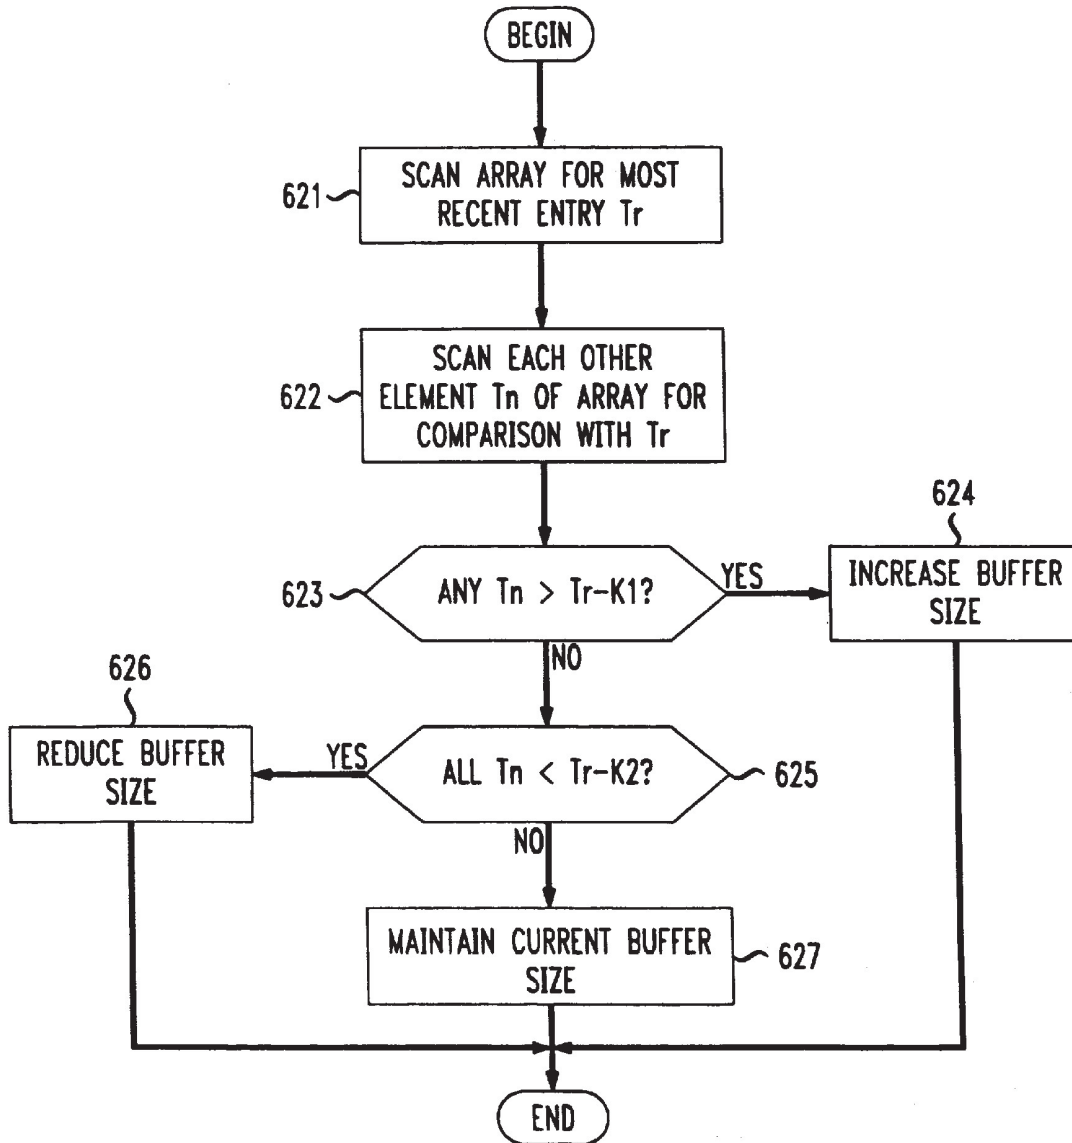 BEGIN
621
SCAN ARRAY FOR MOST
RECENT ENTRY Tr
622
SCAN EACH OTHER
ELEMENT Tn OF ARRAY FOR
COMPARISON WITH Tr
623
ANY Tn > Tr-K1?
YES
624
INCREASE BUFFER
SIZE
NO
626
REDUCE BUFFER
SIZE
YES
ALL Tn < Tr-K2?
625
NO
MAINTAIN CURRENT BUFFER
SIZE
627
END